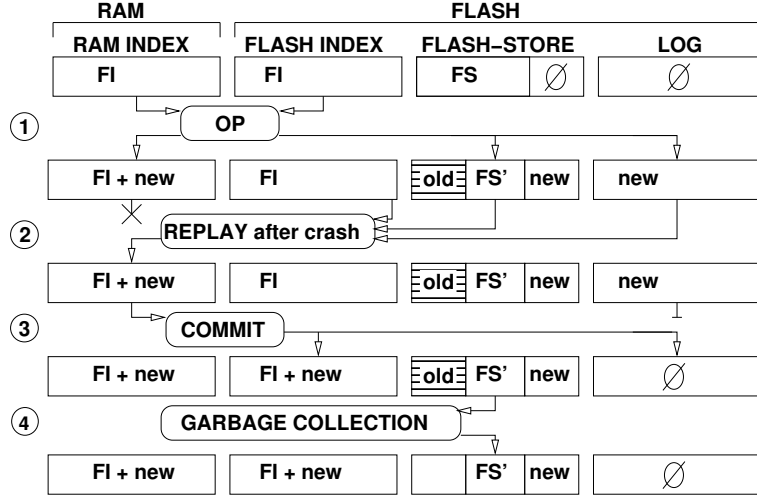 RAM FLASH
RAM INDEX FLASH INDEX FLASH–STORE LOG
FI FI FS ∅ ∅
1 OP
FI + new FI old FS' new new
2 REPLAY after crash
FI + new FI old FS' new new
3 COMMIT
FI + new FI + new old FS' new ∅
4 GARBAGE COLLECTION
FI + new FI + new FS' new ∅